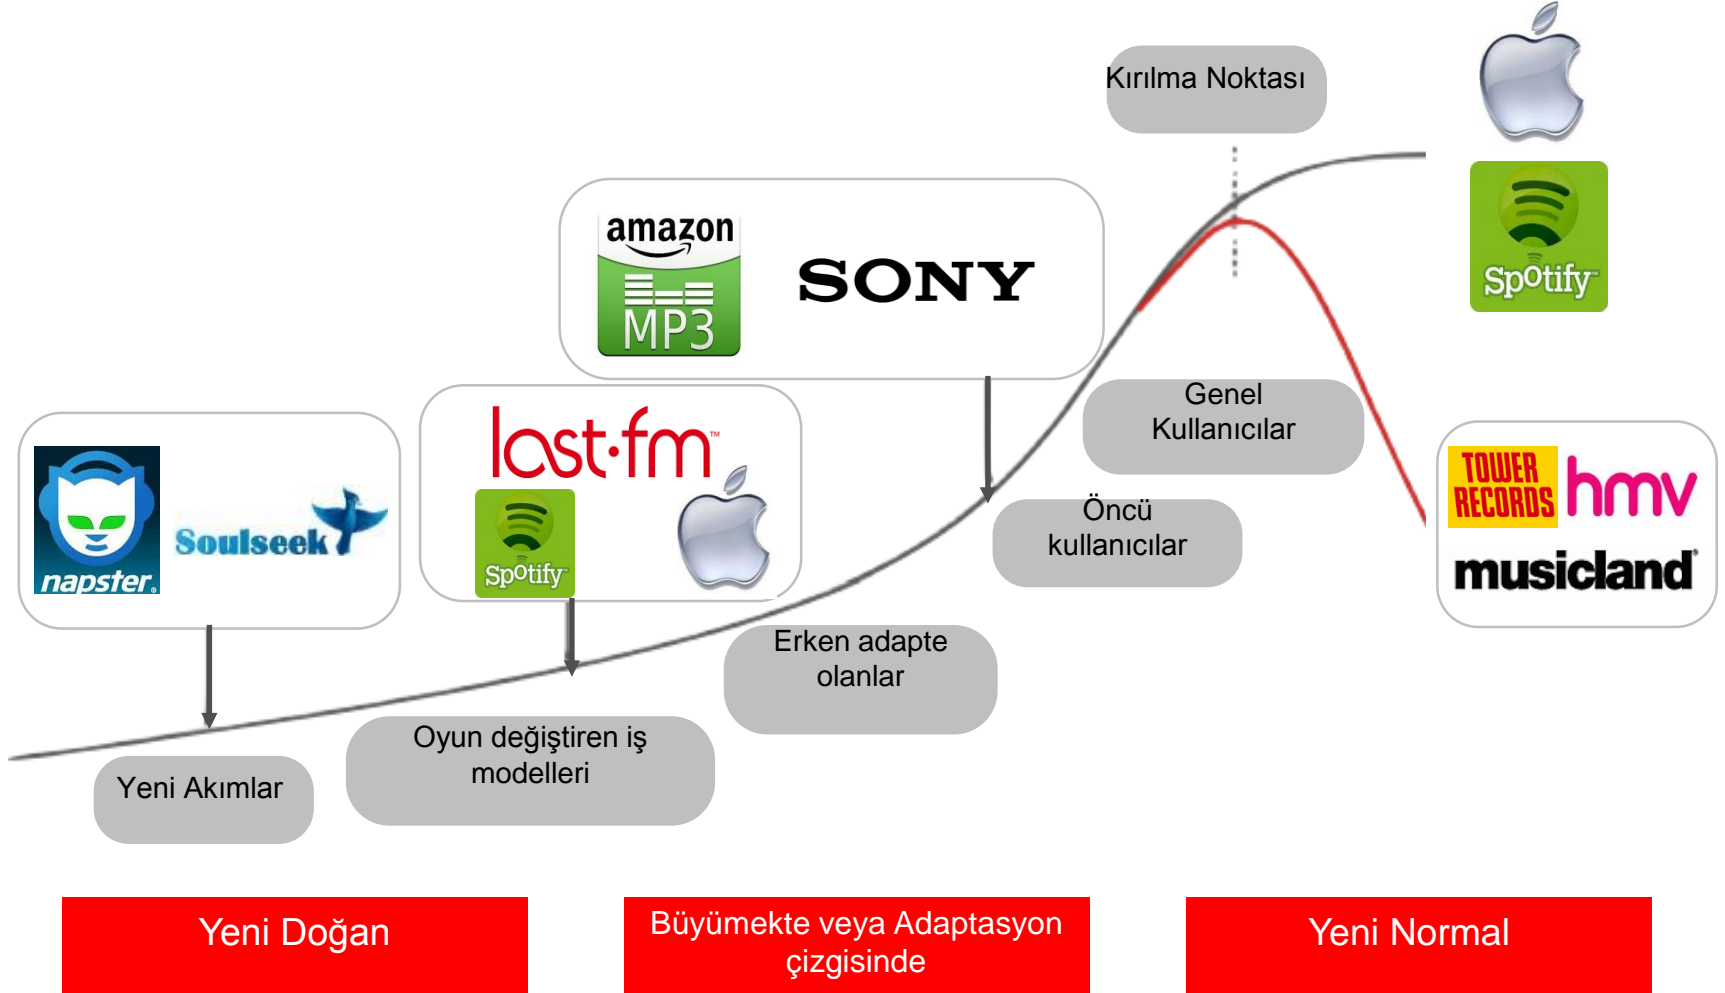 Kırılma Noktası
amazon
MP3
SONY
Spotify
Genel
Kullanıcılar
last.fm™
Spotify
napster.
Soulseek
TOWER
RECORDS
hmv
musicland
Öncü
kullanıcılar
Erken adapte
olanlar
Oyun değiştiren iş
modelleri
Yeni Akımlar
Yeni Doğan
Büyümekte veya Adaptasyon
çizgisinde
Yeni Normal